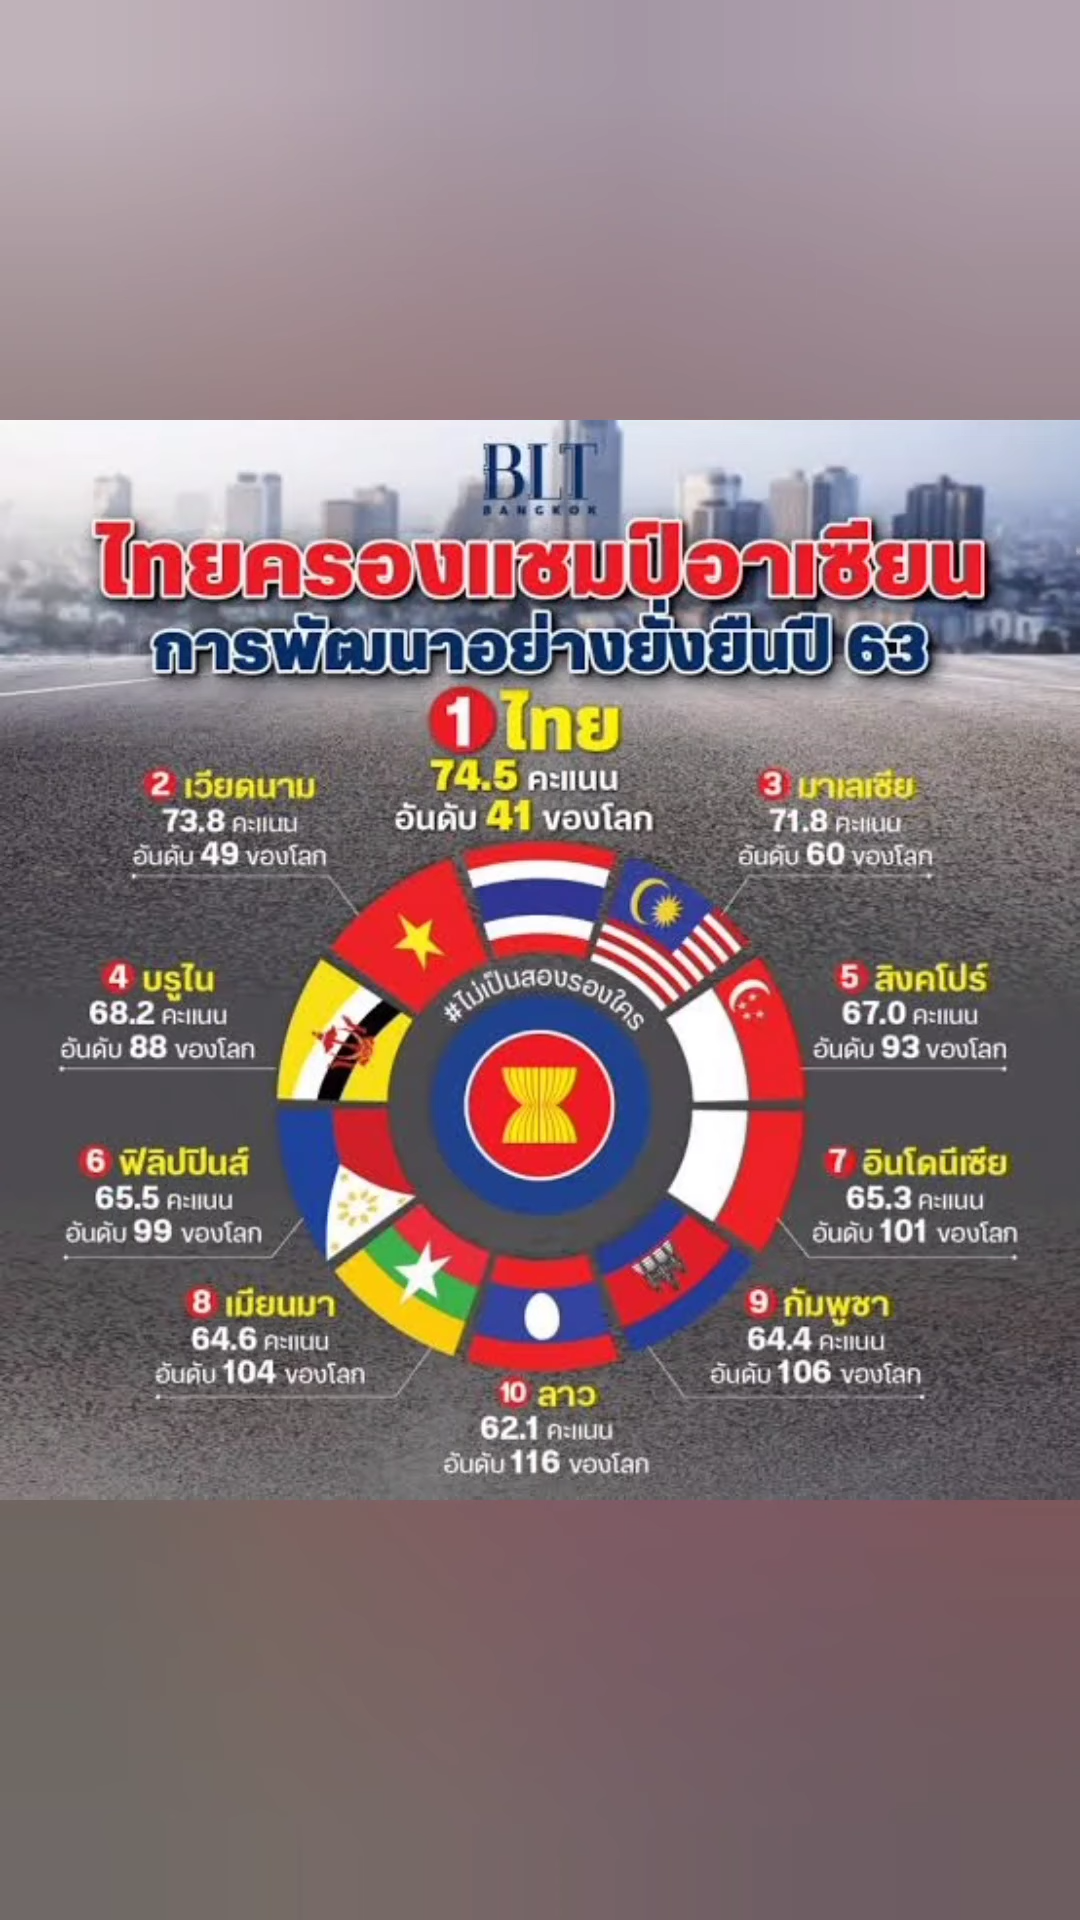 BLT
BANGKOK
ไทยครองแชมป์อาเซียน
การพัฒนาอย่างยั่งยืนปี 63
1 ไทย
74.5 คะแนน
อันดับ 41 ของโลก
2 เวียดนาม
73.8 คะแนน
อันดับ 49 ของโลก
3 มาเลเซีย
71.8 คะแนน
อันดับ 60 ของโลก
#ไม่เป็นสองรองใคร
4 บรูไน
68.2 คะแนน
อันดับ 88 ของโลก
5 สิงคโปร์
67.0 คะแนน
อันดับ 93 ของโลก
6 ฟิลิปปินส์
65.5 คะแนน
อันดับ 99 ของโลก
7 อินโดนีเซีย
65.3 คะแนน
อันดับ 101 ของโลก
8 เมียนมา
64.6 คะแนน
อันดับ 104 ของโลก
9 กัมพูชา
64.4 คะแนน
อันดับ 106 ของโลก
10 ลาว
62.1 คะแนน
อันดับ 116 ของโลก